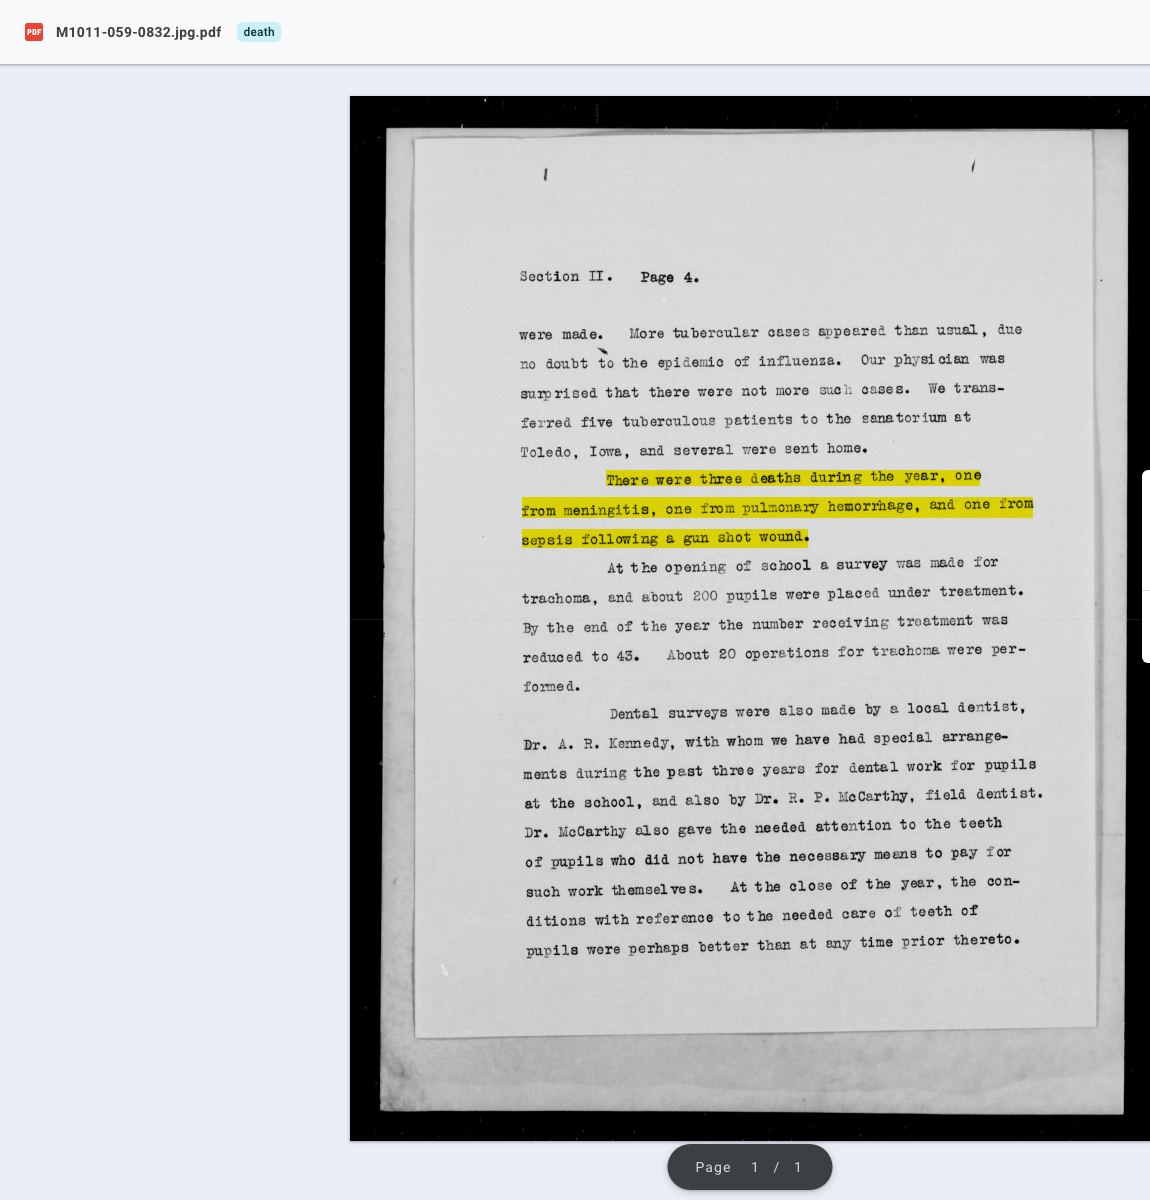 PDF M1011-059-0832.jpg.pdf death
Section II. Page 4.
were made. More tubercular cases appeared than usual, due
no doubt to the epidemic of influenza. Our physician was
surprised that there were not more such cases. We trans-
ferred five tuberculous patients to the sanatorium at
Toledo, Iowa, and several were sent home.
There were three deaths during the year, one
from meningitis, one from pulmonary hemorrhage, and one from
sepsis following a gun shot wound.
At the opening of school a survey was made for
trachoma, and about 200 pupils were placed under treatment.
By the end of the year the number receiving treatment was
reduced to 43. About 20 operations for trachoma were per-
formed.
Dental surveys were also made by a local dentist,
Dr. A. R. Kennedy, with whom we have had special arrange-
ments during the past three years for dental work for pupils
at the school, and also by Dr. R. P. McCarthy, field dentist.
Dr. McCarthy also gave the needed attention to the teeth
of pupils who did not have the necessary means to pay for
such work themselves. At the close of the year, the con-
ditions with reference to the needed care of teeth of
pupils were perhaps better than at any time prior thereto.
Page 1 / 1